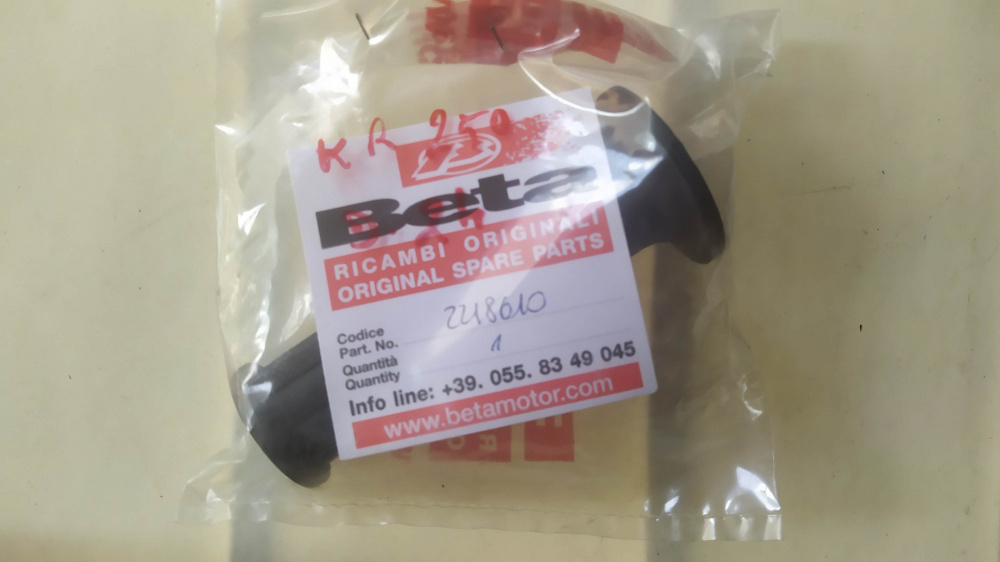 KR 250
Beta
RICAMBI ORIGINALI
ORIGINAL SPARE PARTS
Codice
Part. No. 2248010
Quantità
Quantity 1
Info line: +39. 055. 83 49 045
www.betamotor.com